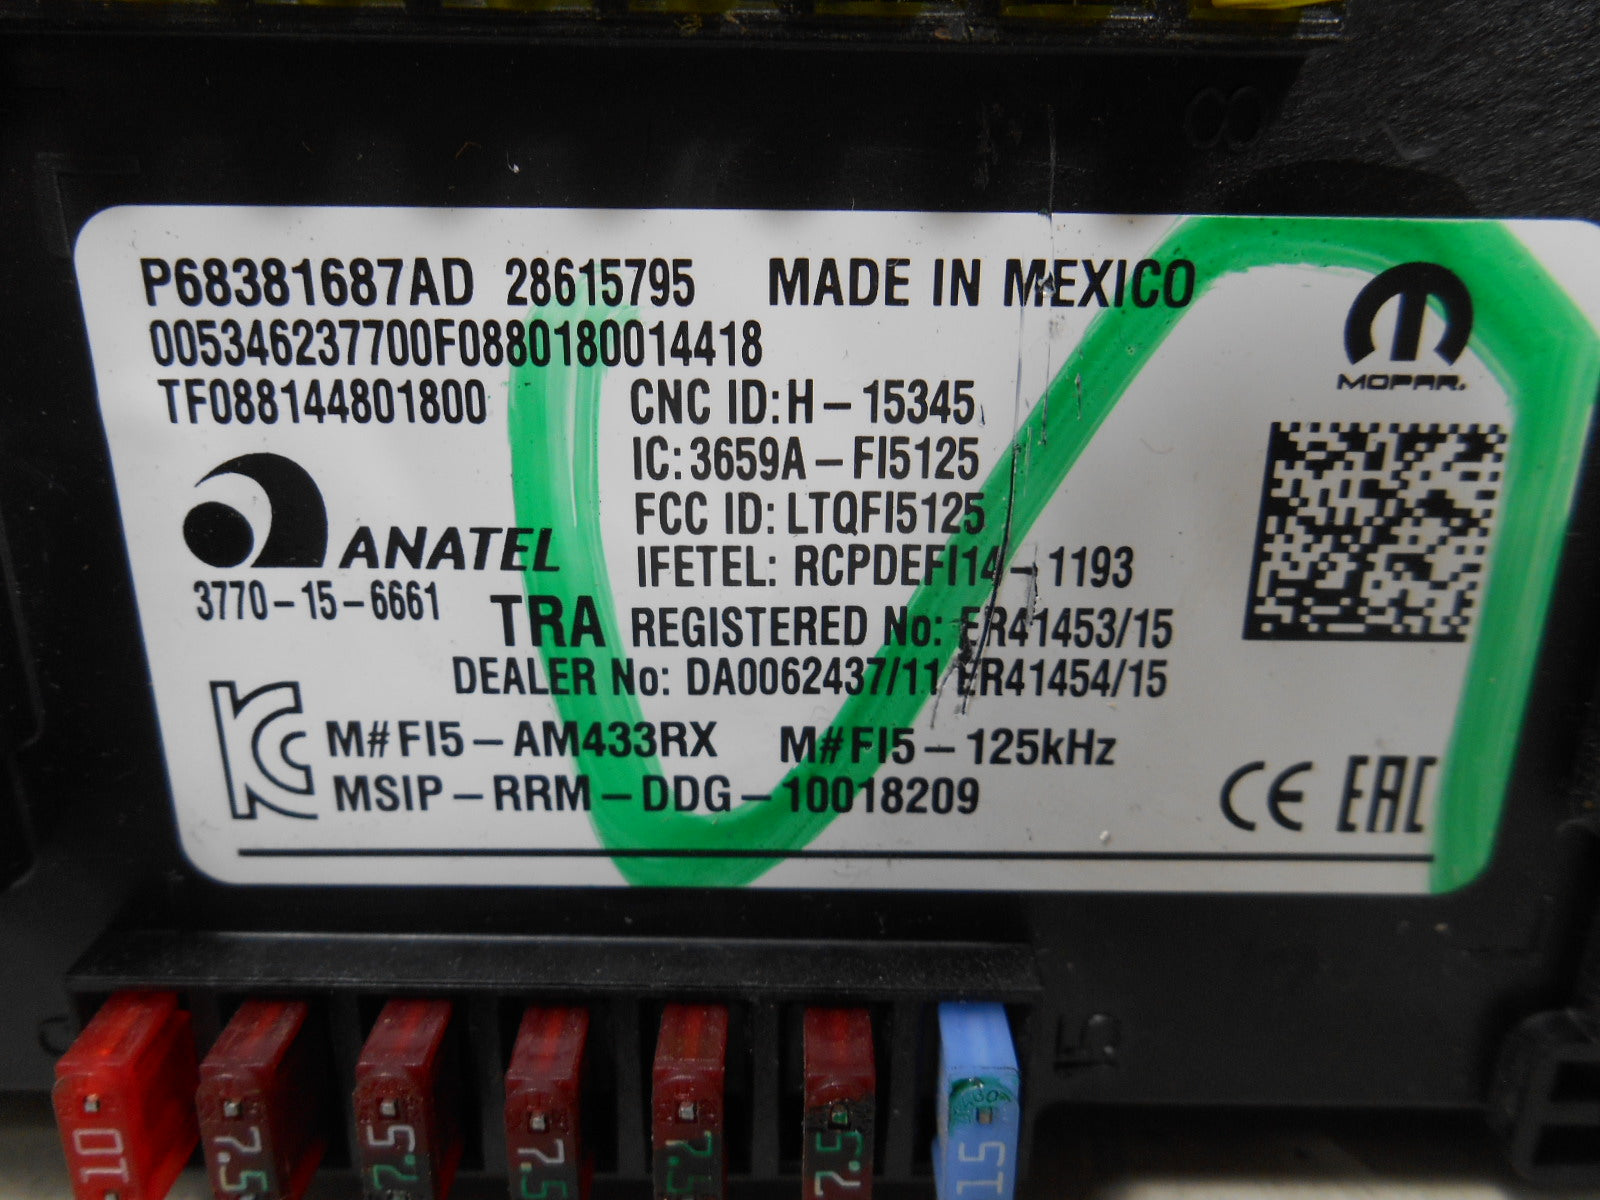 8
P68381687AD 28615795 MADE IN MEXICO
005346237700F0880180014418
MOPAR.
TF088144801800 CNC ID: H – 15345
IC: 3659A – FI5125
FCC ID: LTQFI5125
ANATEL
IFETEL: RCPDEFI14 – 1193
3770 – 15 – 6661
TRA REGISTERED No: ER41453/15
DEALER No: DA0062437/11 ER41454/15
M# FI5 – AM433RX M# FI5 – 125kHz
MSIP – RRM – DDG – 10018209
CE EAC
15
10 7.5 7.5 7.5 7.5 7.5 15